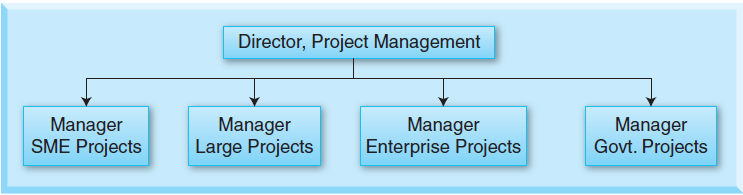 Director, Project Management
Manager
SME Projects
Manager
Large Projects
Manager
Enterprise Projects
Manager
Govt. Projects